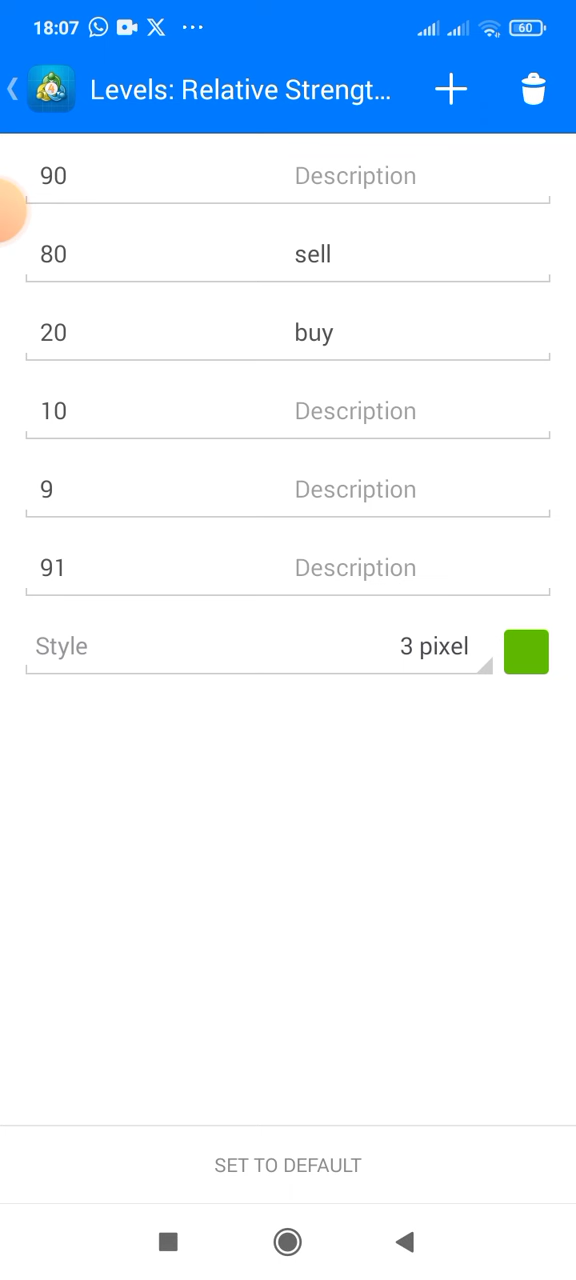 18:07 X ... 60
Levels: Relative Strengt...
90 Description
80 sell
20 buy
10 Description
9 Description
91 Description
Style 3 pixel
SET TO DEFAULT